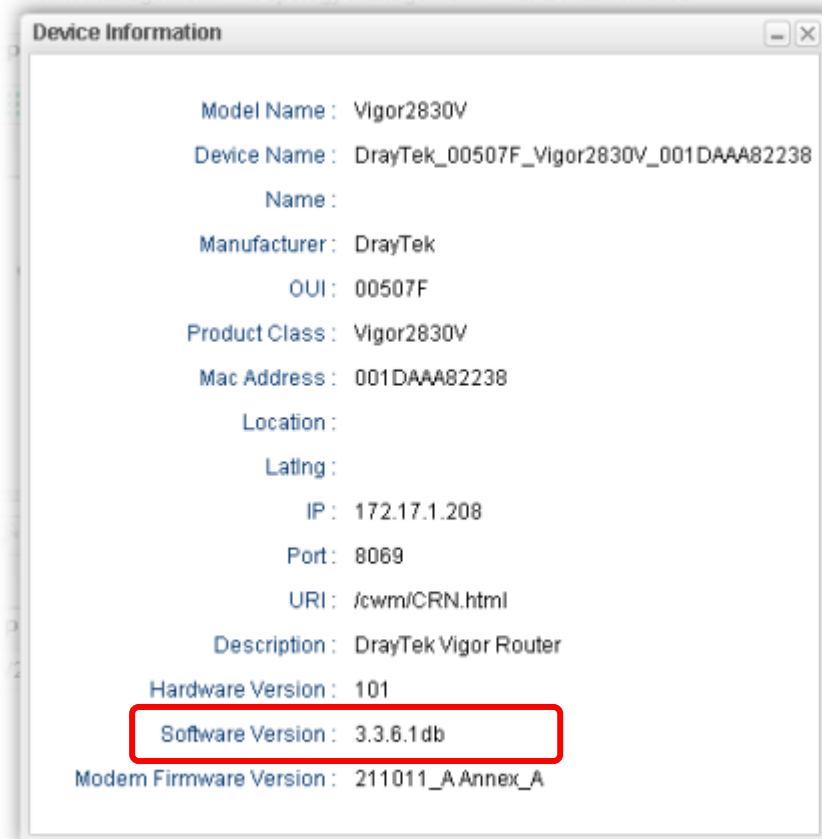 Device Information
Model Name : Vigor2830V
Device Name : DrayTek_00507F_Vigor2830V_001DAAA82238
Name :
Manufacturer : DrayTek
OUI : 00507F
Product Class : Vigor2830V
Mac Address : 001DAAA82238
Location :
Latlng :
IP : 172.17.1.208
Port : 8069
URI : /cwm/CRN.html
Description : DrayTek Vigor Router
Hardware Version : 101
Software Version : 3.3.6.1db
Modem Firmware Version : 211011_A Annex_A